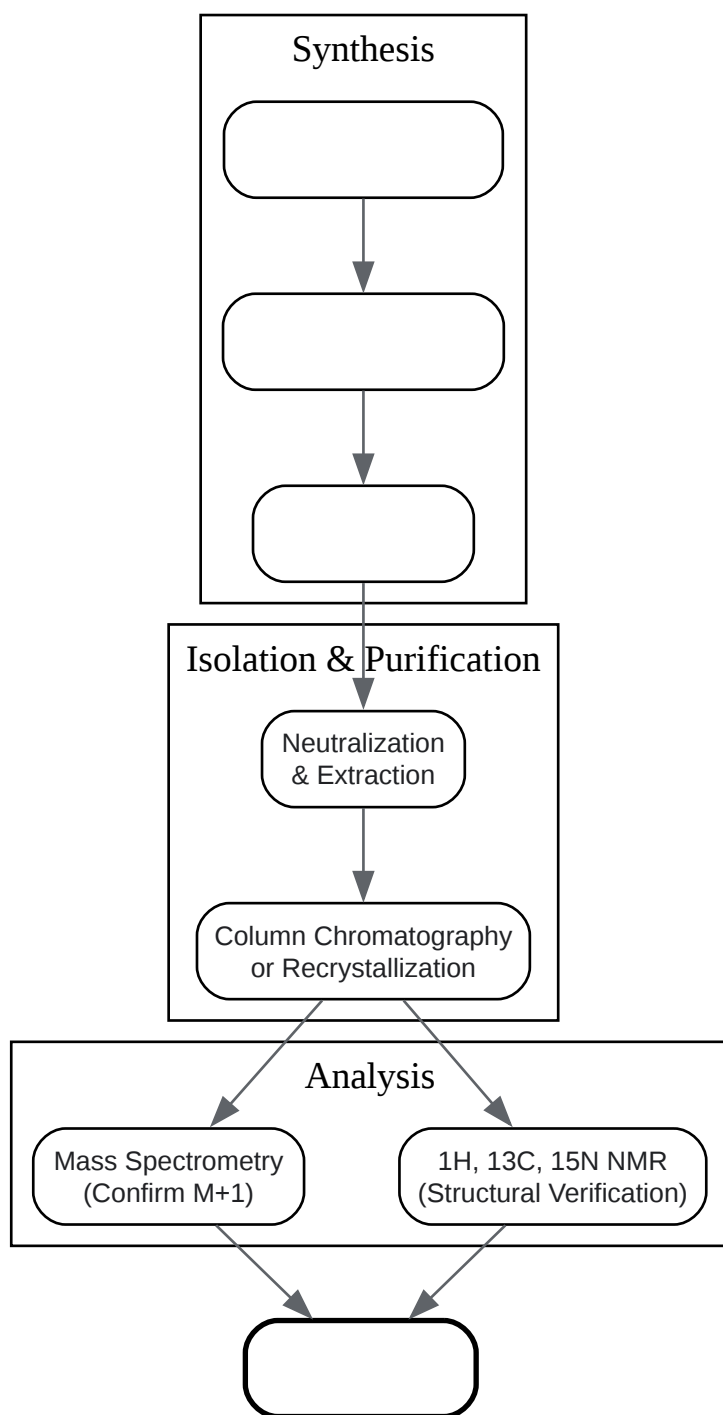 Synthesis
Isolation & Purification
Neutralization
& Extraction
Column Chromatography
or Recrystallization
Analysis
Mass Spectrometry
(Confirm M+1)
1H, 13C, 15N NMR
(Structural Verification)